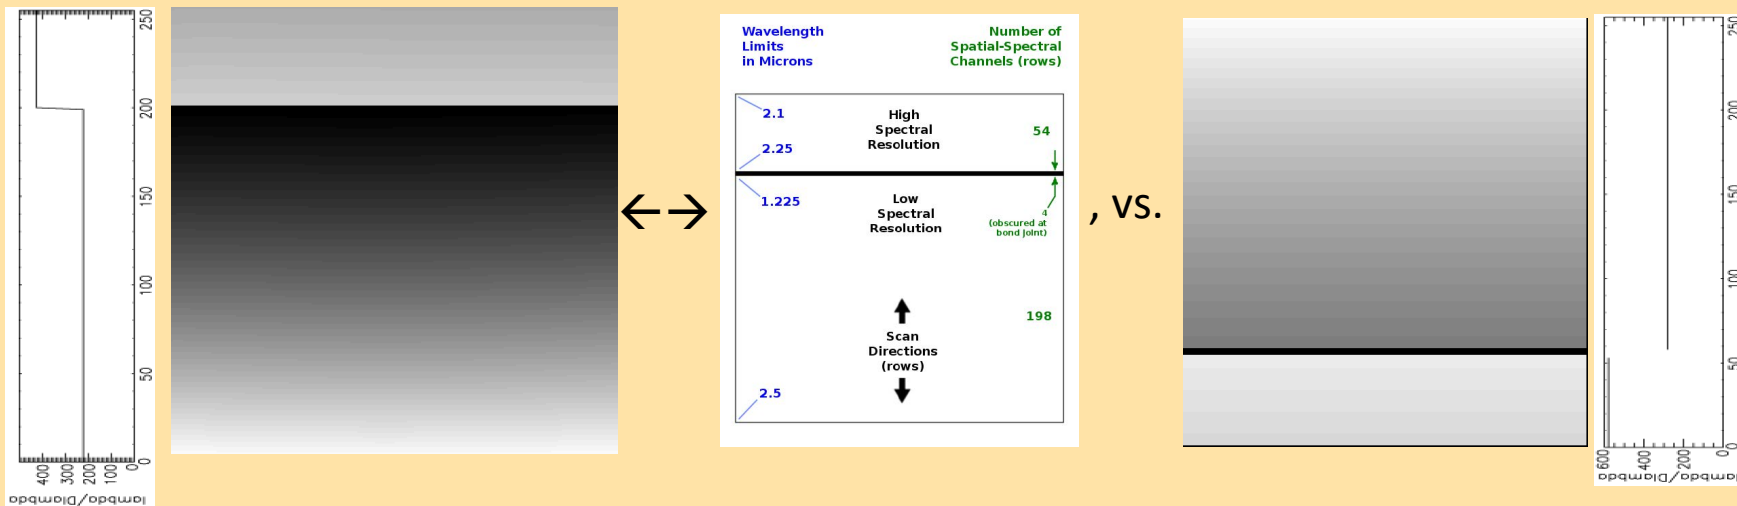 250
200
150
100
50
0
400
300
200
100
0
lambda/Dlambda
←→
Wavelength
Limits
in Microns
Number of
Spatial-Spectral
Channels (rows)
2.1
High
Spectral
Resolution
54
2.25
1.225
Low
Spectral
Resolution
4
(obscured at
bond joint)
198
Scan
Directions
(rows)
2.5
, vs.
250
200
150
100
50
0
600
400
200
0
lambda/Dlambda